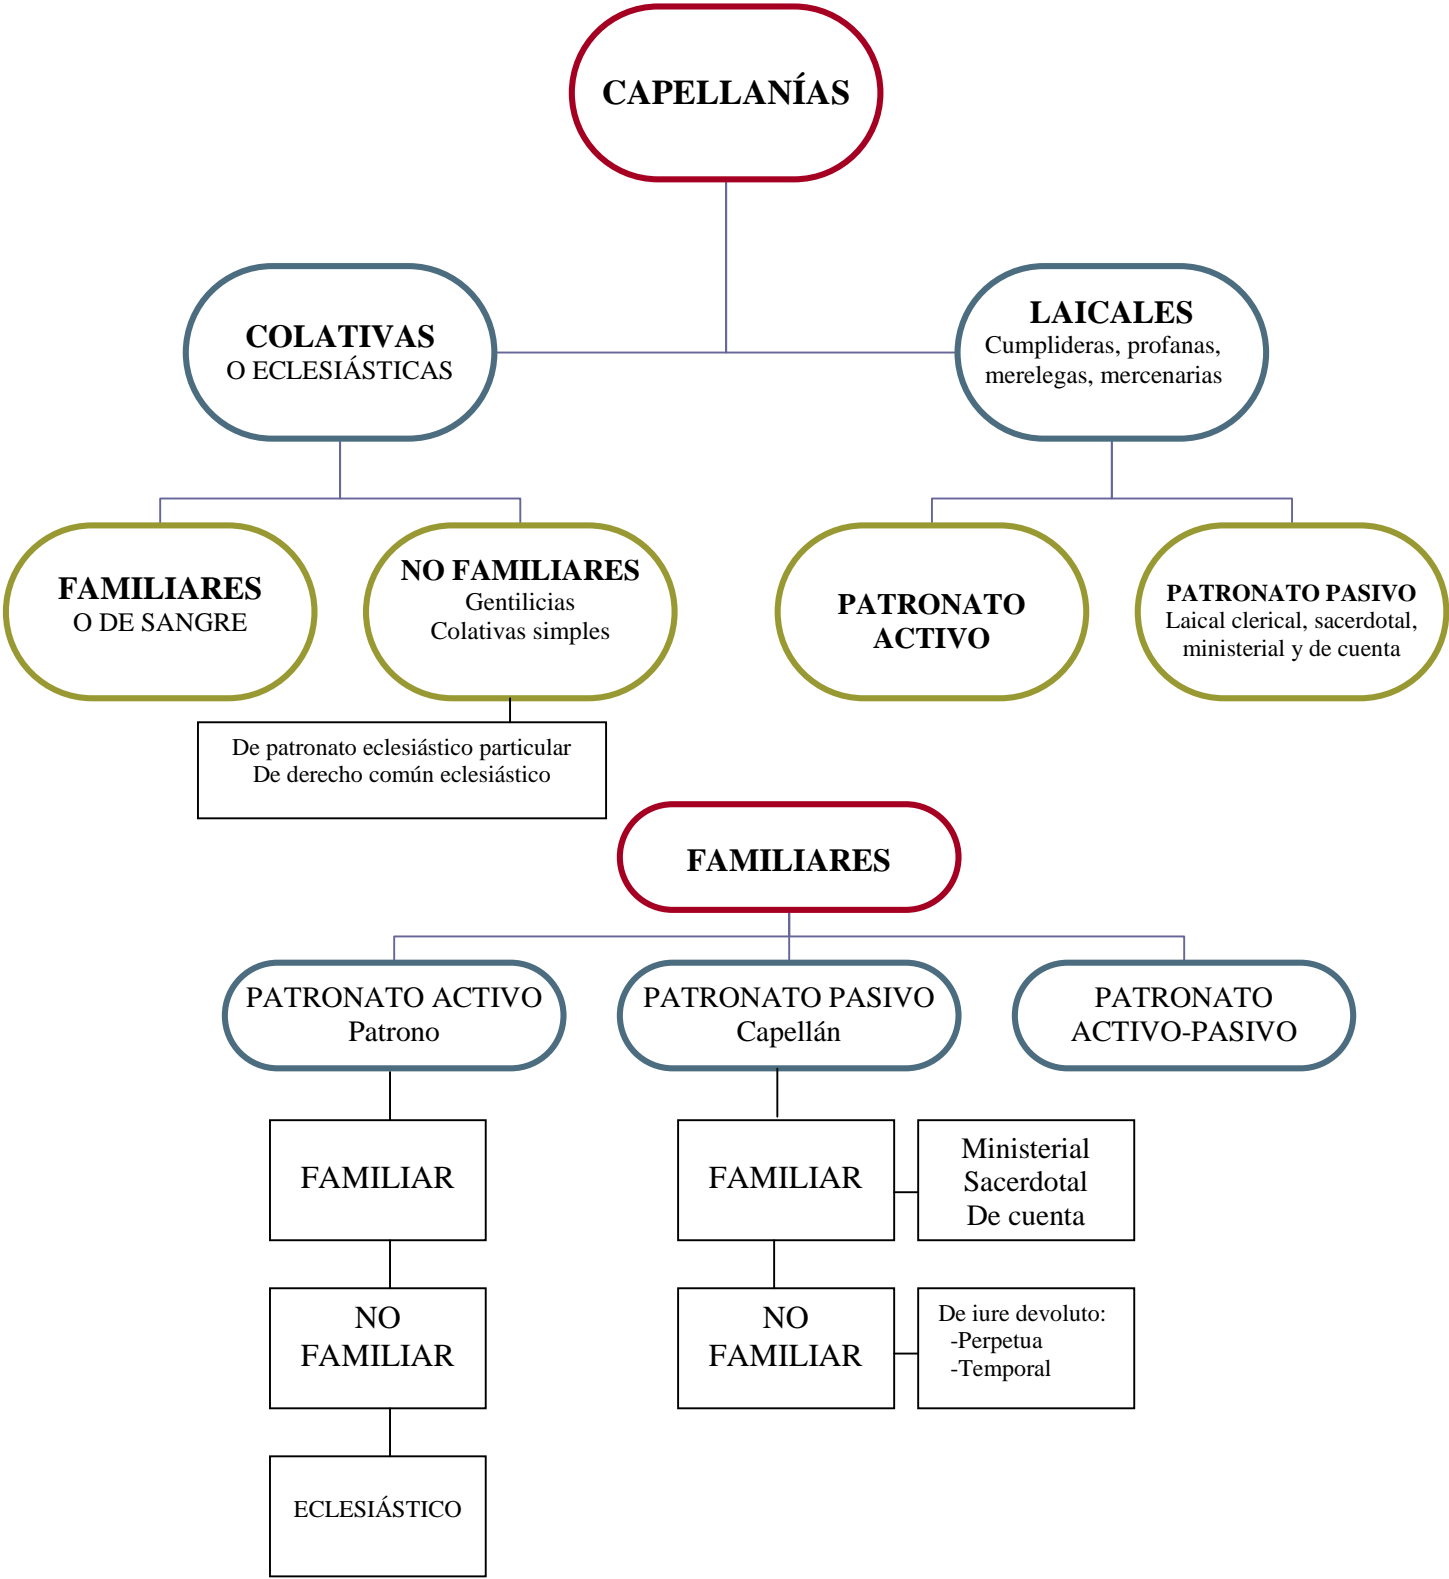 CAPELLANÍAS
COLATIVAS
O ECLESIÁSTICAS
LAICALES
Cumplideras, profanas,
merelegas, mercenarias
FAMILIARES
O DE SANGRE
NO FAMILIARES
Gentilicias
Colativas simples
PATRONATO
ACTIVO
PATRONATO PASIVO
Laical clerical, sacerdotal,
ministerial y de cuenta
De patronato eclesiástico particular
De derecho común eclesiástico
FAMILIARES
PATRONATO ACTIVO
Patrono
PATRONATO PASIVO
Capellán
PATRONATO
ACTIVO-PASIVO
FAMILIAR
FAMILIAR
Ministerial
Sacerdotal
De cuenta
NO
FAMILIAR
NO
FAMILIAR
De iure devoluto:
-Perpetua
-Temporal
ECLESIÁSTICO